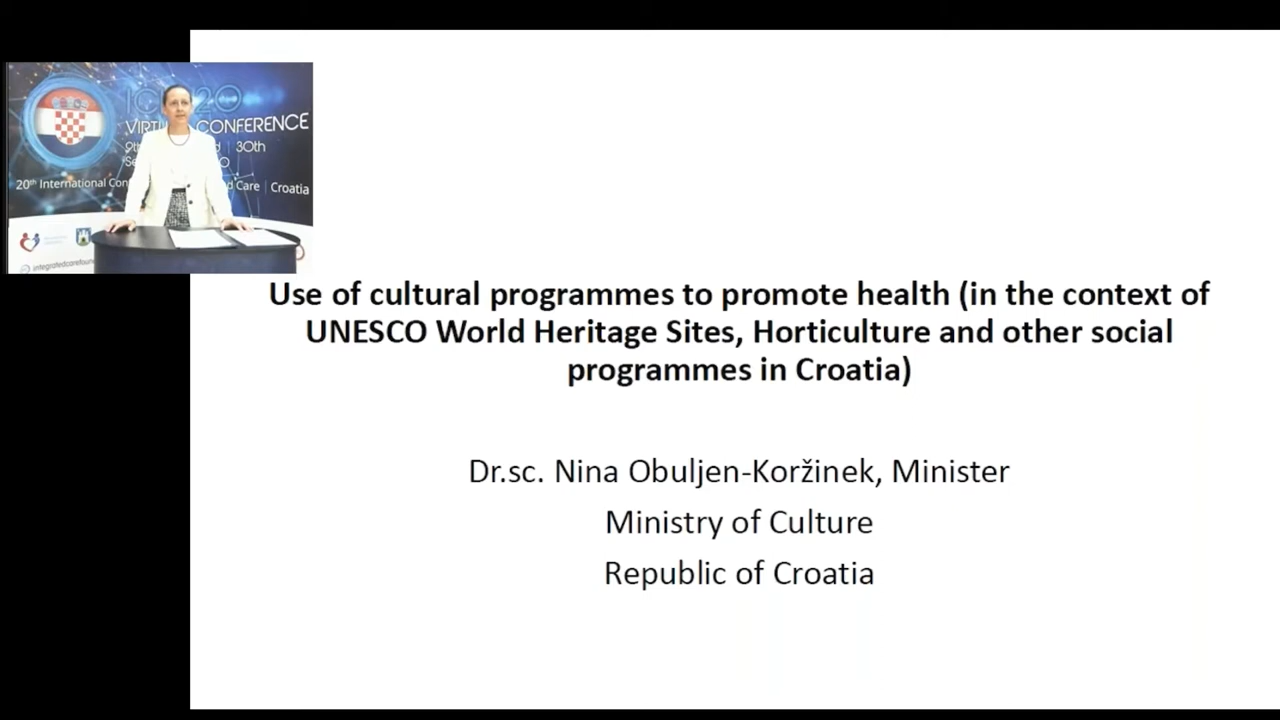 VIRTU CONFERENCE
30th
20th International Con d Care | Croatia
integratedcarefoun
Use of cultural programmes to promote health (in the context of
UNESCO World Heritage Sites, Horticulture and other social
programmes in Croatia)
Dr.sc. Nina Obuljen-Koržinek, Minister
Ministry of Culture
Republic of Croatia